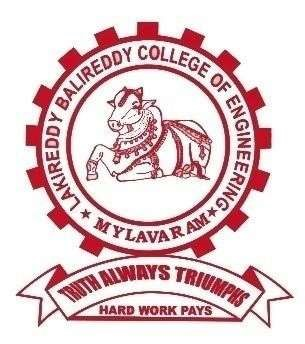 LAKIREDDY BALIREDDY COLLEGE OF ENGINEERING
★ MYLAVARAM ★
TRUTH ALWAYS TRIUMPHS
HARD WORK PAYS